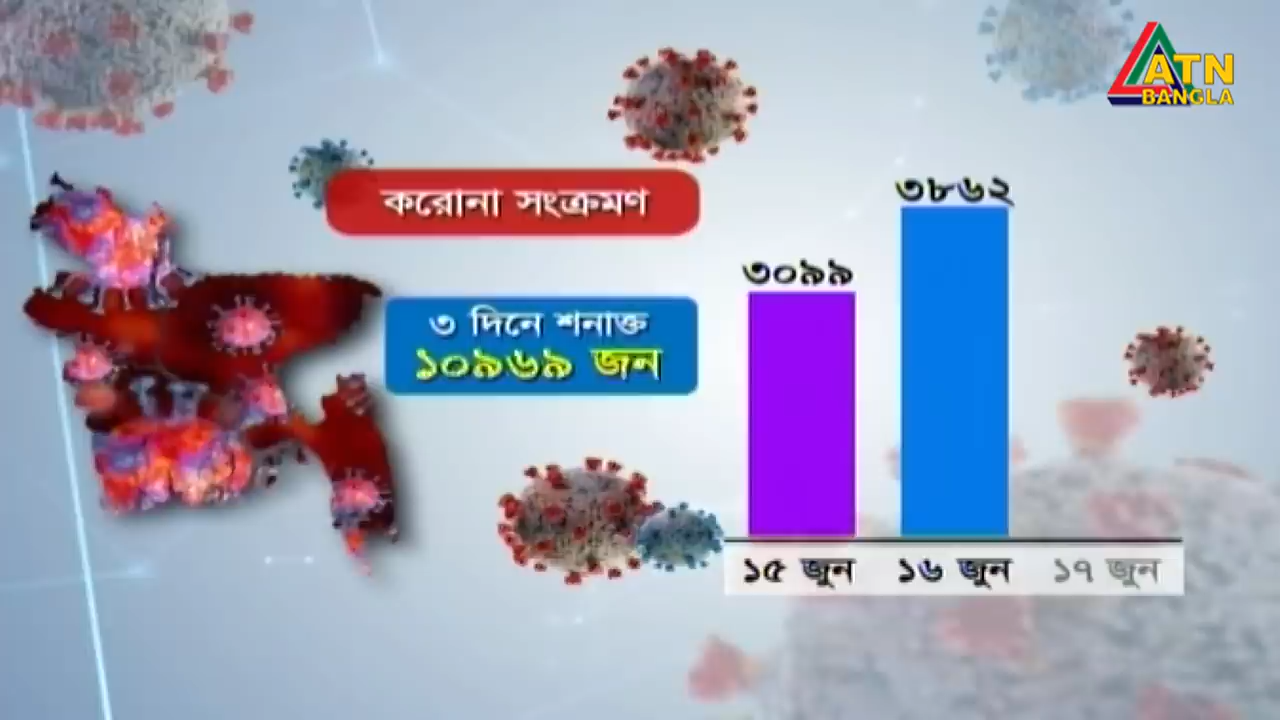 ATN
BANGLA
করোনা সংক্রমণ
৩ দিনে শনাক্ত
১০৯৬৯ জন
৩০৯৯
৩৮৬২
১৫ জুন
১৬ জুন
১৭ জুন